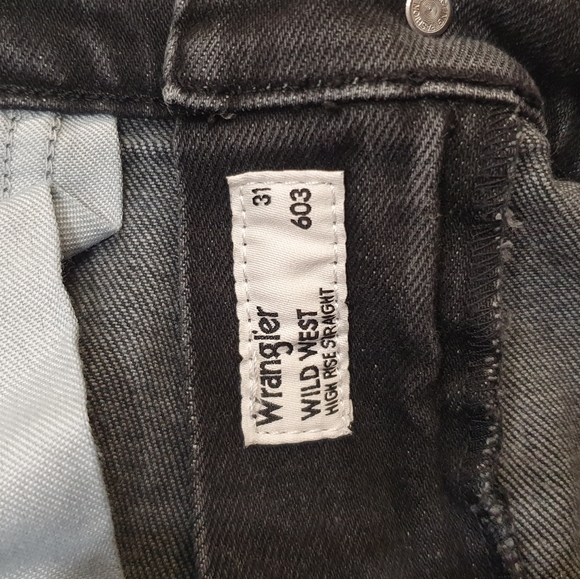 Wrangler 31
WILD WEST 603
HIGH RISE STRAIGHT